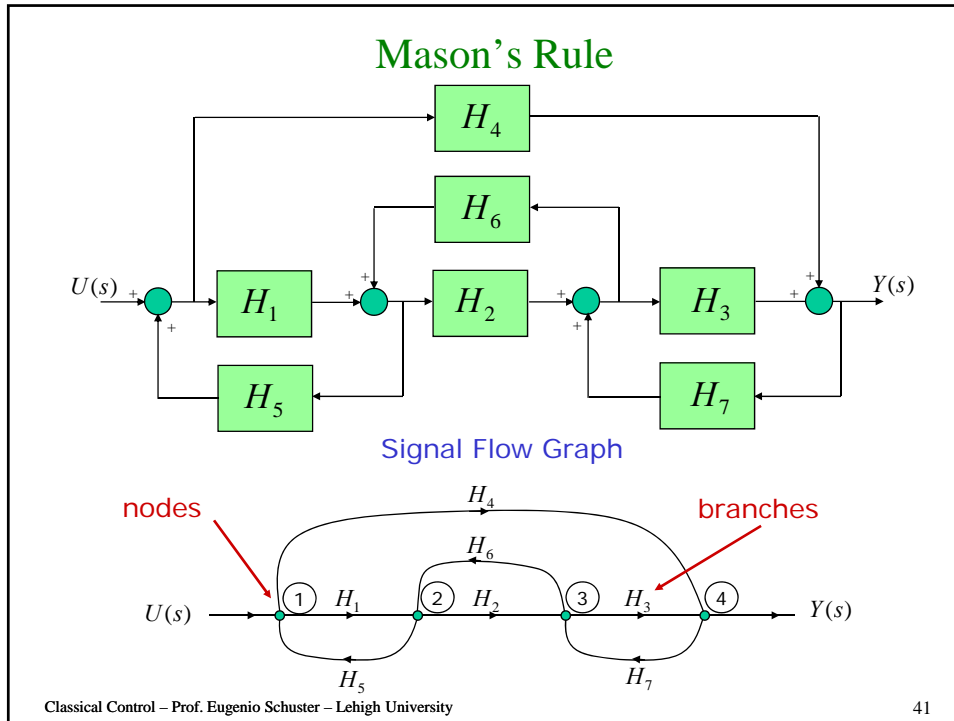 Mason's Rule
H₄
H₆
U(s) + H₁ + + H₂ + H₃ + + Y(s)
+ +
H₅ H₇
Signal Flow Graph
nodes H₄ branches
H₆
U(s) 1 H₁ 2 H₂ 3 H₃ 4 Y(s)
H₅ H₇
Classical Control – Prof. Eugenio Schuster – Lehigh University 41